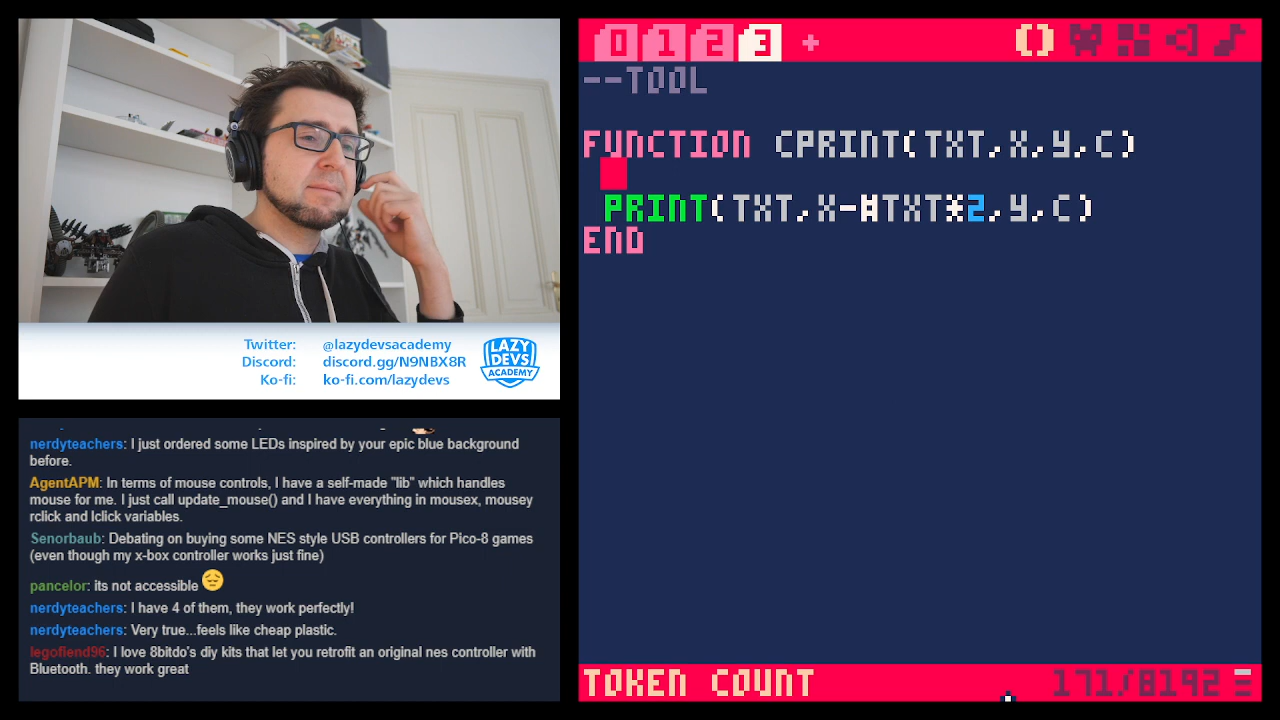 Twitter: @lazydevsacademy
Discord: discord.gg/N9NBX8R
Ko-fi: ko-fi.com/lazydevs
LAZY
DEVS
ACADEMY
nerdyteachers: I just ordered some LEDs inspired by your epic blue background
before.
AgentAPM: In terms of mouse controls, I have a self-made "lib" which handles
mouse for me. I just call update_mouse() and I have everything in mousex, mousey
rclick and lclick variables.
Senorbaub: Debating on buying some NES style USB controllers for Pico-8 games
(even though my x-box controller works just fine)
pancelor: its not accessible 😔
nerdyteachers: I have 4 of them, they work perfectly!
nerdyteachers: Very true...feels like cheap plastic.
legofiend96: I love 8bitdo's diy kits that let you retrofit an original nes controller with
Bluetooth. they work great
0 1 2 3 +
--TOOL
FUNCTION CPRINT(TXT,X,Y,C)
PRINT(TXT,X-#TXT*2,Y,C)
END
TOKEN COUNT 171/8192